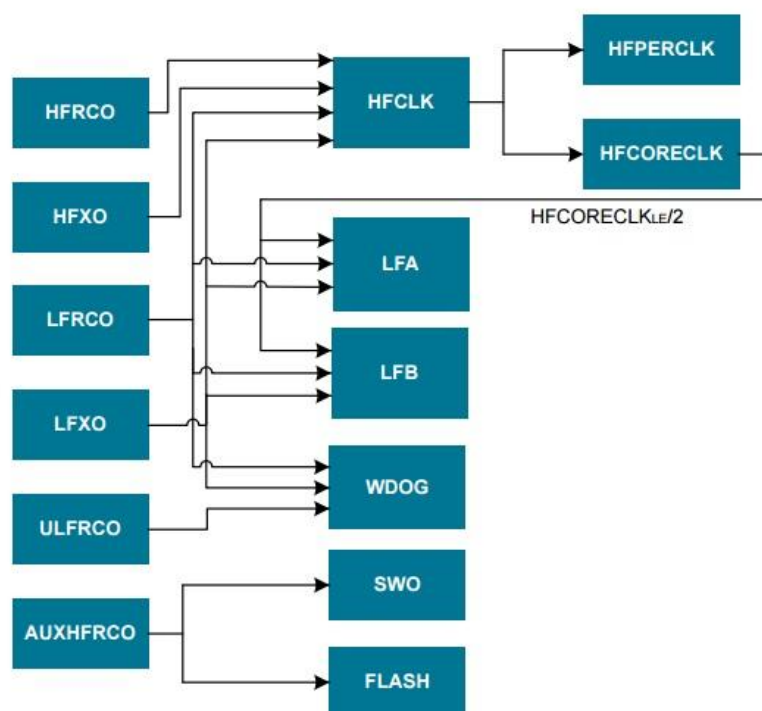 HFPERCLK
HFRCO
HFCLK
HFXO
HFCORECLK
HFCORECLKLE/2
LFA
LFRCO
LFB
LFXO
WDOG
ULFRCO
SWO
AUXHFRCO
FLASH